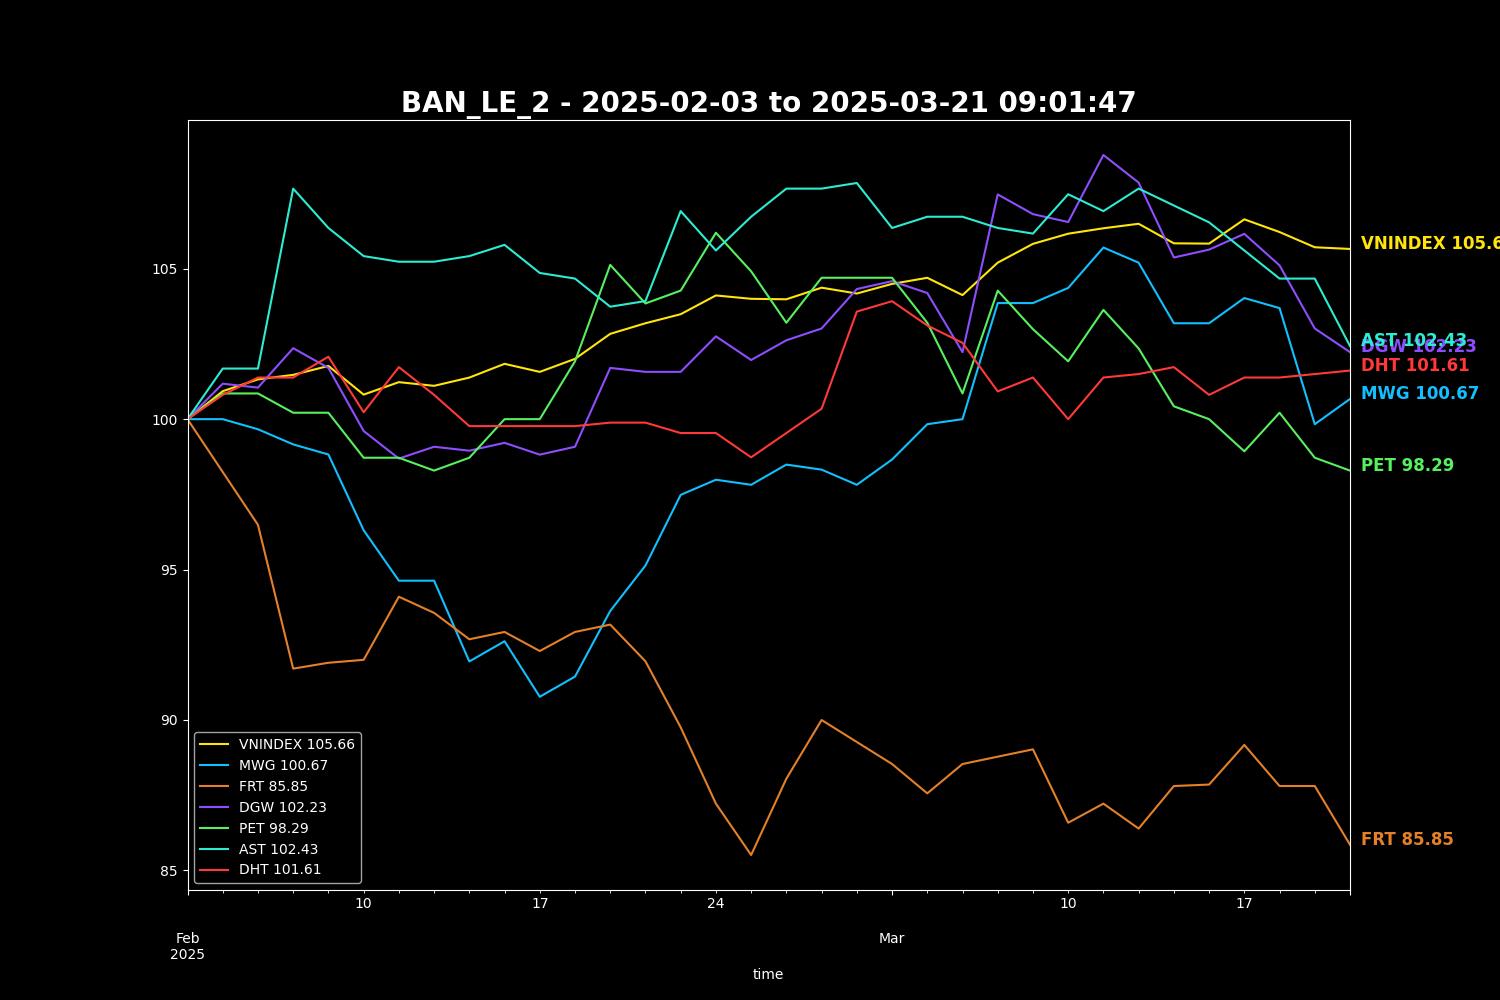 BAN_LE_2 - 2025-02-03 to 2025-03-21 09:01:47
105
100
95
90
85
VNINDEX 105.6
AST 102.43
DGW 102.23
DHT 101.61
MWG 100.67
PET 98.29
FRT 85.85
VNINDEX 105.66
MWG 100.67
FRT 85.85
DGW 102.23
PET 98.29
AST 102.43
DHT 101.61
10 17 24 10 17
Feb Mar
2025
time